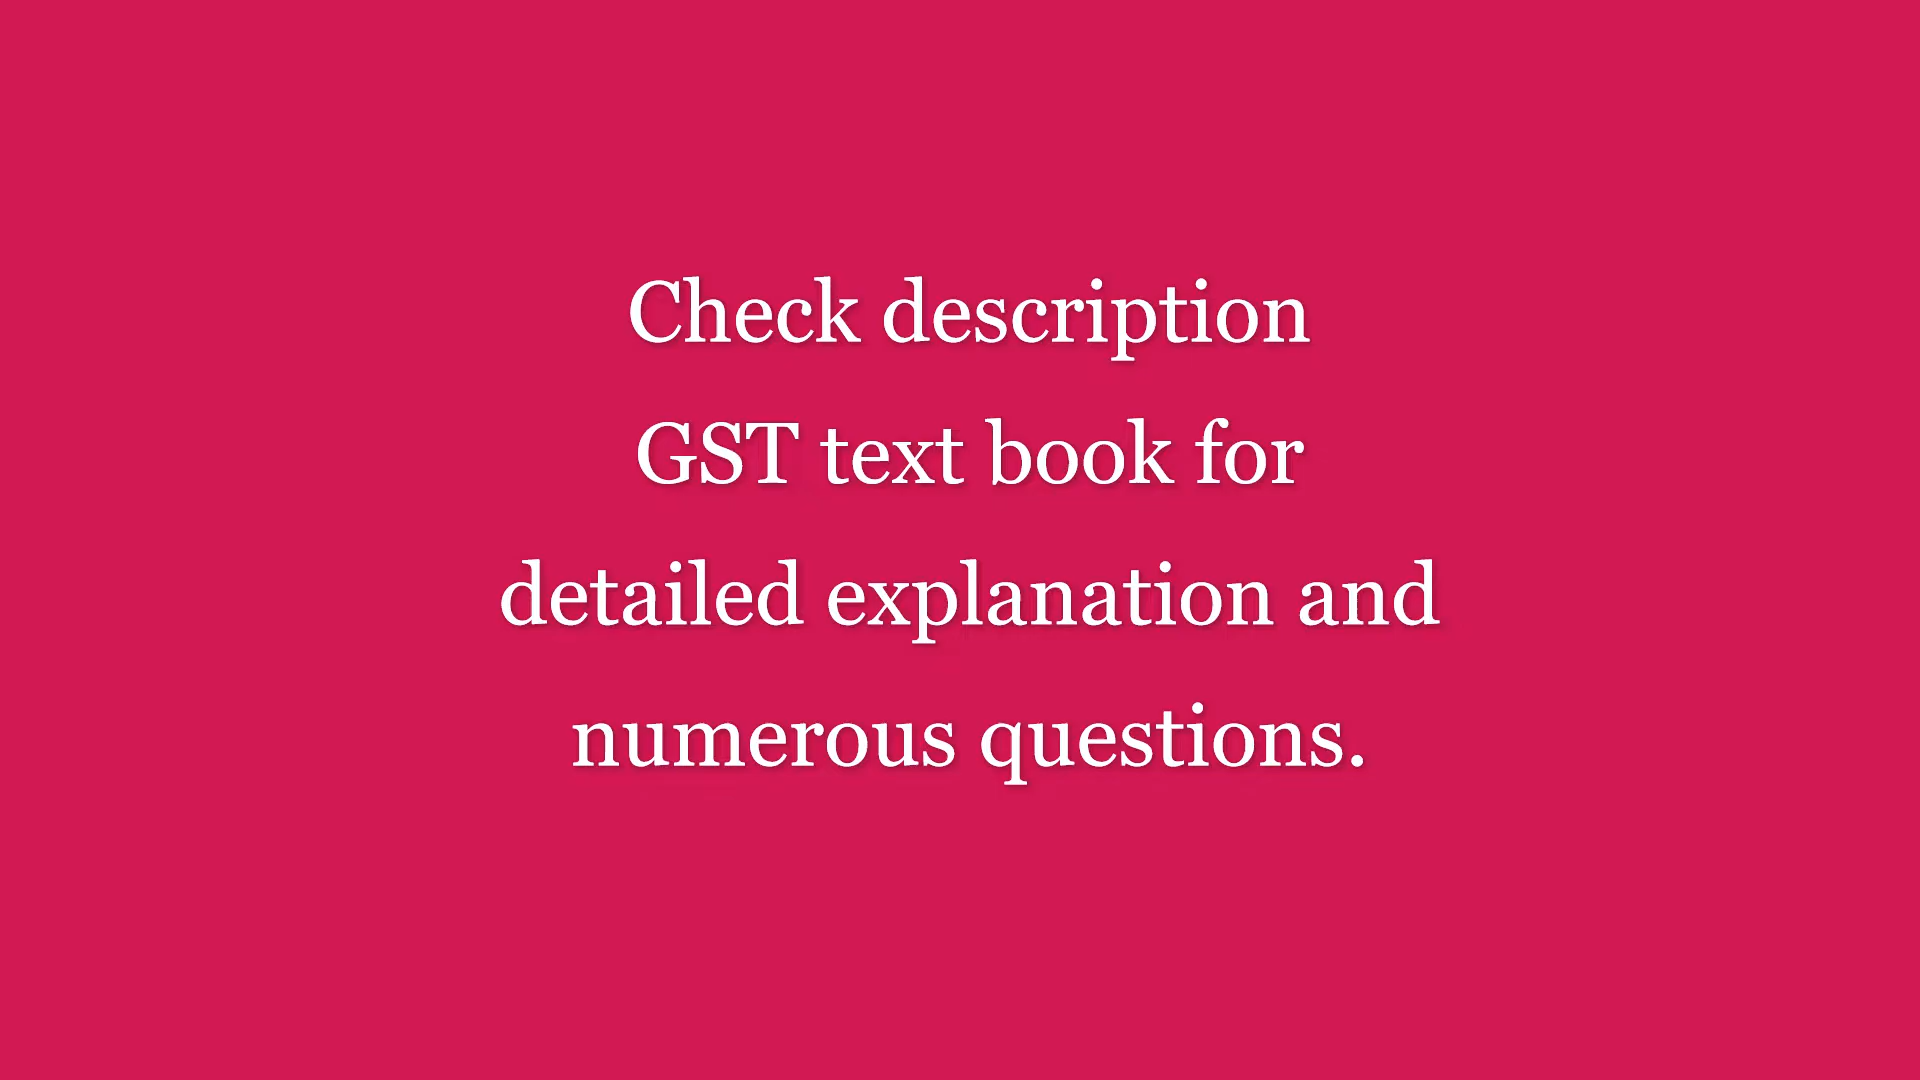 Check description
GST text book for
detailed explanation and
numerous questions.